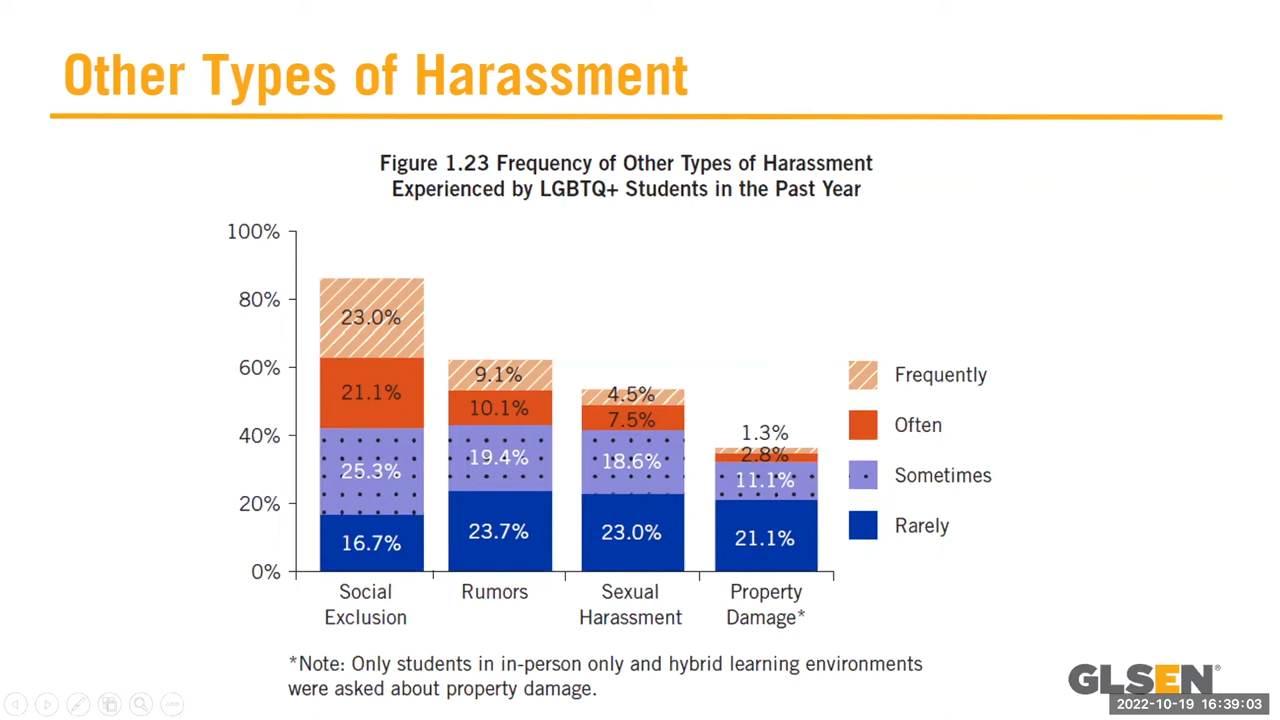 Other Types of Harassment
Figure 1.23 Frequency of Other Types of Harassment
Experienced by LGBTQ+ Students in the Past Year
100%
80%
60%
40%
20%
0%
23.0%
21.1%
25.3%
16.7%
9.1%
10.1%
19.4%
23.7%
4.5%
7.5%
18.6%
23.0%
1.3%
2.8%
11.1%
21.1%
Social
Exclusion
Rumors
Sexual
Harassment
Property
Damage*
Frequently
Often
Sometimes
Rarely
*Note: Only students in in-person only and hybrid learning environments
were asked about property damage.
GLSEN®
2022-10-19 16:39:03